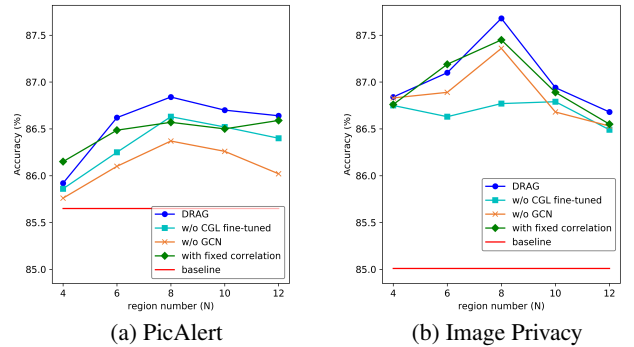 87.5
87.0
86.5
86.0
85.5
85.0
Accuracy (%)
4 6 8 10 12
region number (N)
DRAG
w/o CGL fine-tuned
w/o GCN
with fixed correlation
baseline
(a) PicAlert
87.5
87.0
86.5
86.0
85.5
85.0
Accuracy (%)
4 6 8 10 12
region number (N)
DRAG
w/o CGL fine-tuned
w/o GCN
with fixed correlation
baseline
(b) Image Privacy